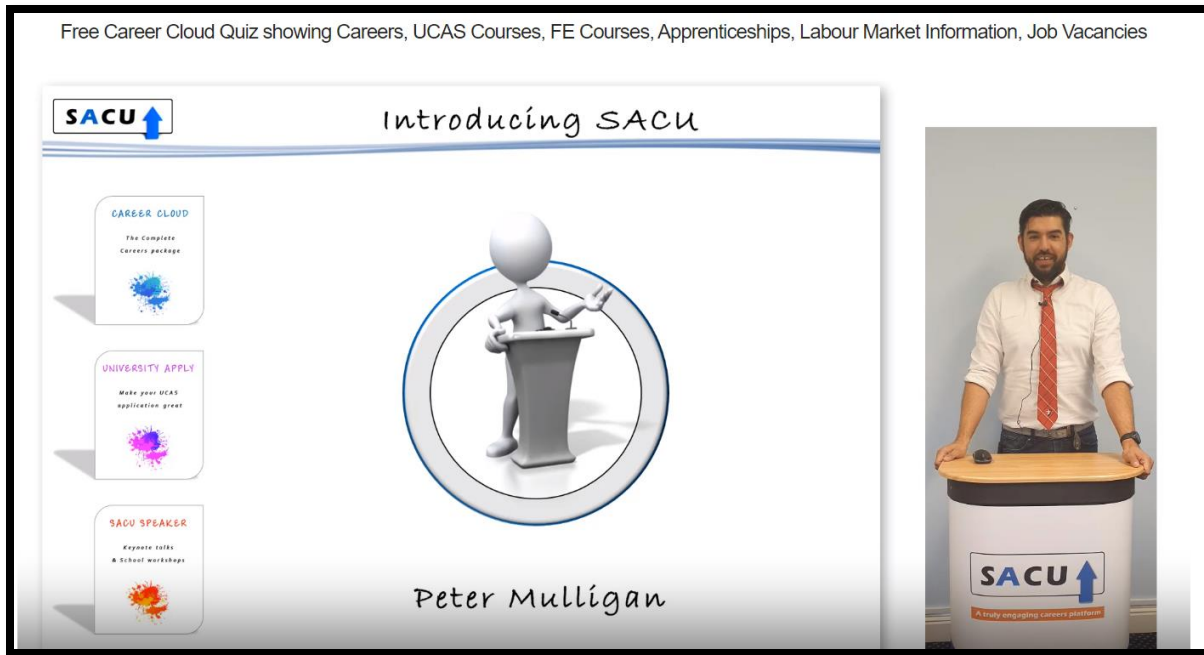 Free Career Cloud Quiz showing Careers, UCAS Courses, FE Courses, Apprenticeships, Labour Market Information, Job Vacancies
SACU
Introducing SACU
CAREER CLOUD
The Complete
Careers package
UNIVERSITY APPLY
Make your UCAS
application great
SACU SPEAKER
Keynote talks
& School workshops
Peter Mulligan
SACU
A truly engaging careers platform